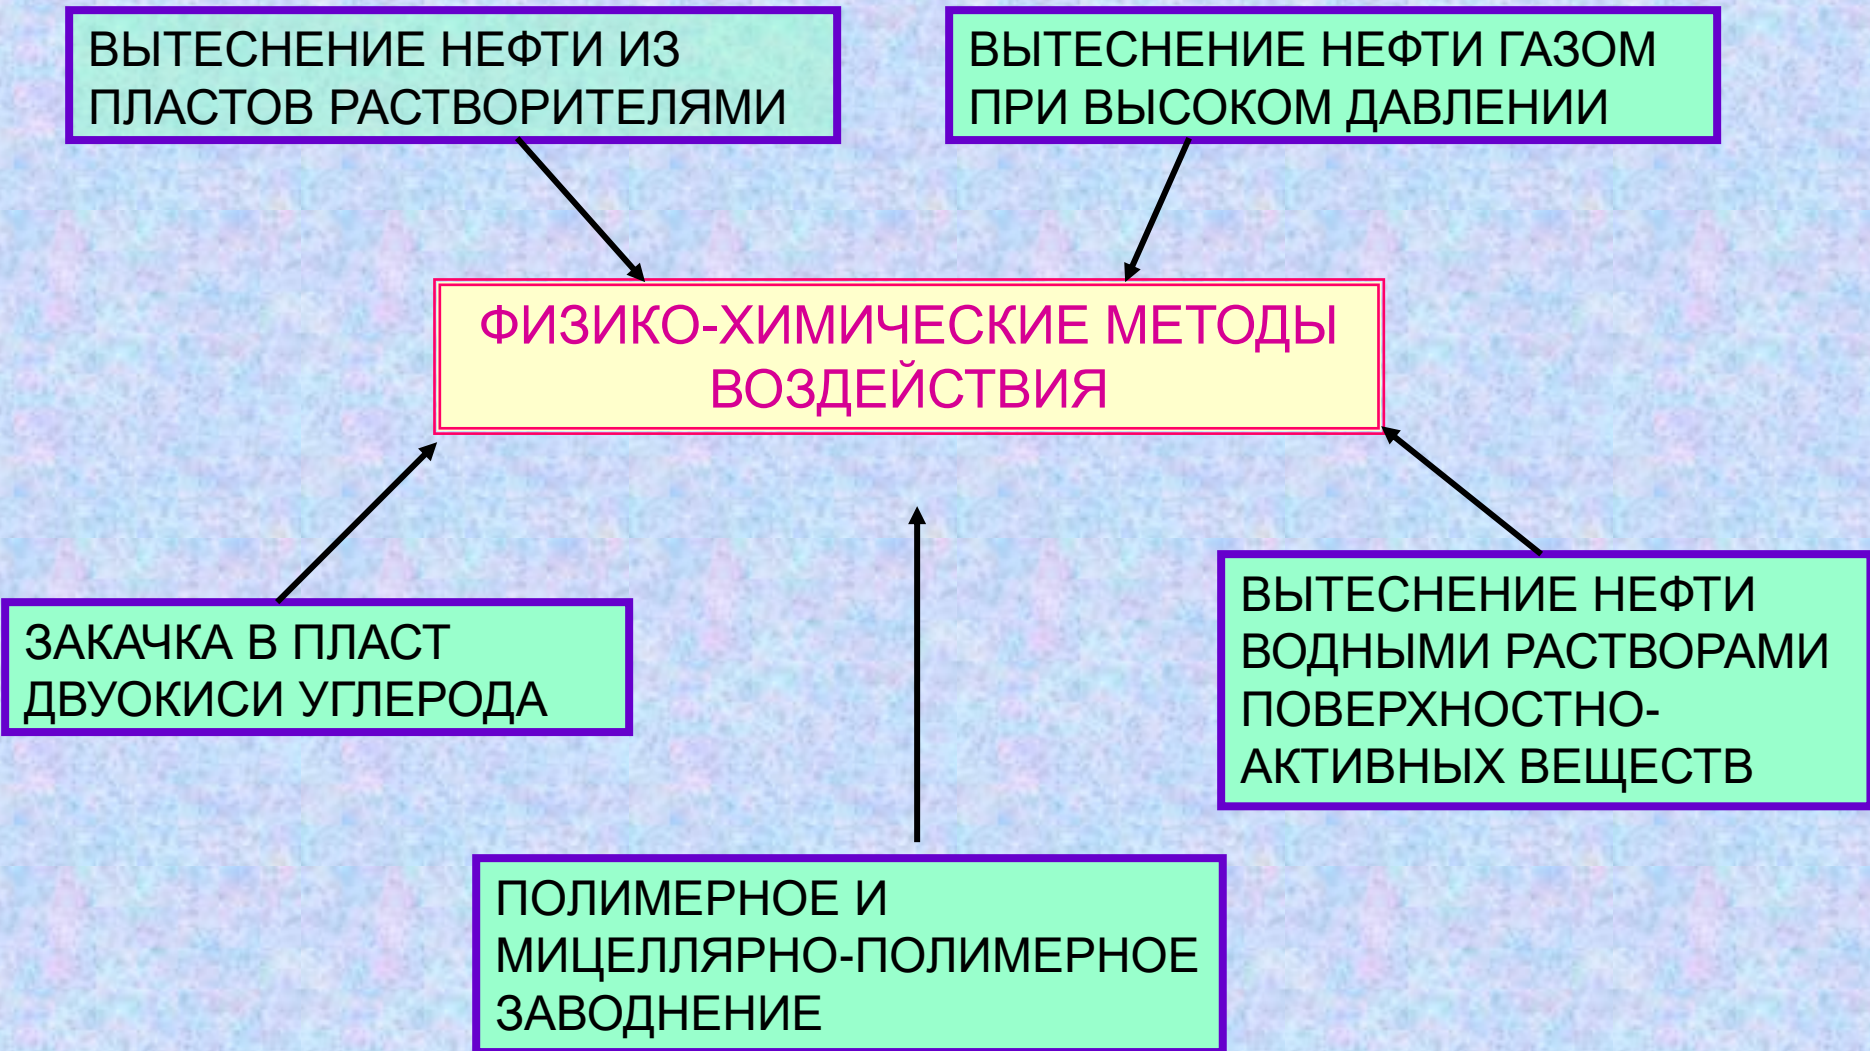 ВЫТЕСНЕНИЕ НЕФТИ ИЗ
ПЛАСТОВ РАСТВОРИТЕЛЯМИ
ВЫТЕСНЕНИЕ НЕФТИ ГАЗОМ
ПРИ ВЫСОКОМ ДАВЛЕНИИ
ФИЗИКО-ХИМИЧЕСКИЕ МЕТОДЫ
ВОЗДЕЙСТВИЯ
ЗАКАЧКА В ПЛАСТ
ДВУОКИСИ УГЛЕРОДА
ВЫТЕСНЕНИЕ НЕФТИ
ВОДНЫМИ РАСТВОРАМИ
ПОВЕРХНОСТНО-
АКТИВНЫХ ВЕЩЕСТВ
ПОЛИМЕРНОЕ И
МИЦЕЛЛЯРНО-ПОЛИМЕРНОЕ
ЗАВОДНЕНИЕ